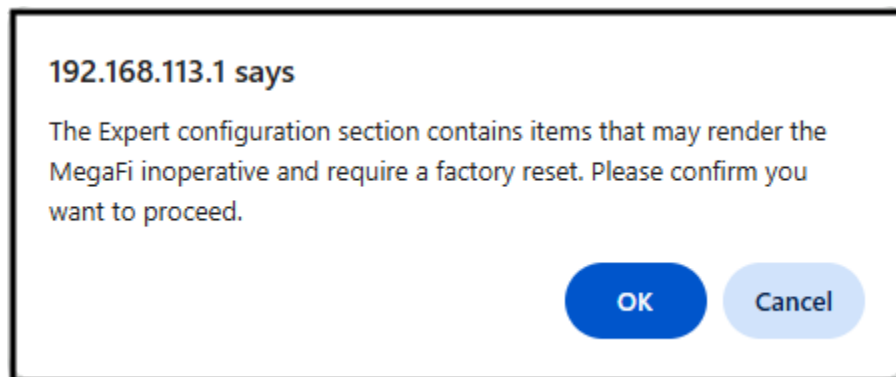 192.168.113.1 says
The Expert configuration section contains items that may render the
MegaFi inoperative and require a factory reset. Please confirm you
want to proceed.
OK Cancel